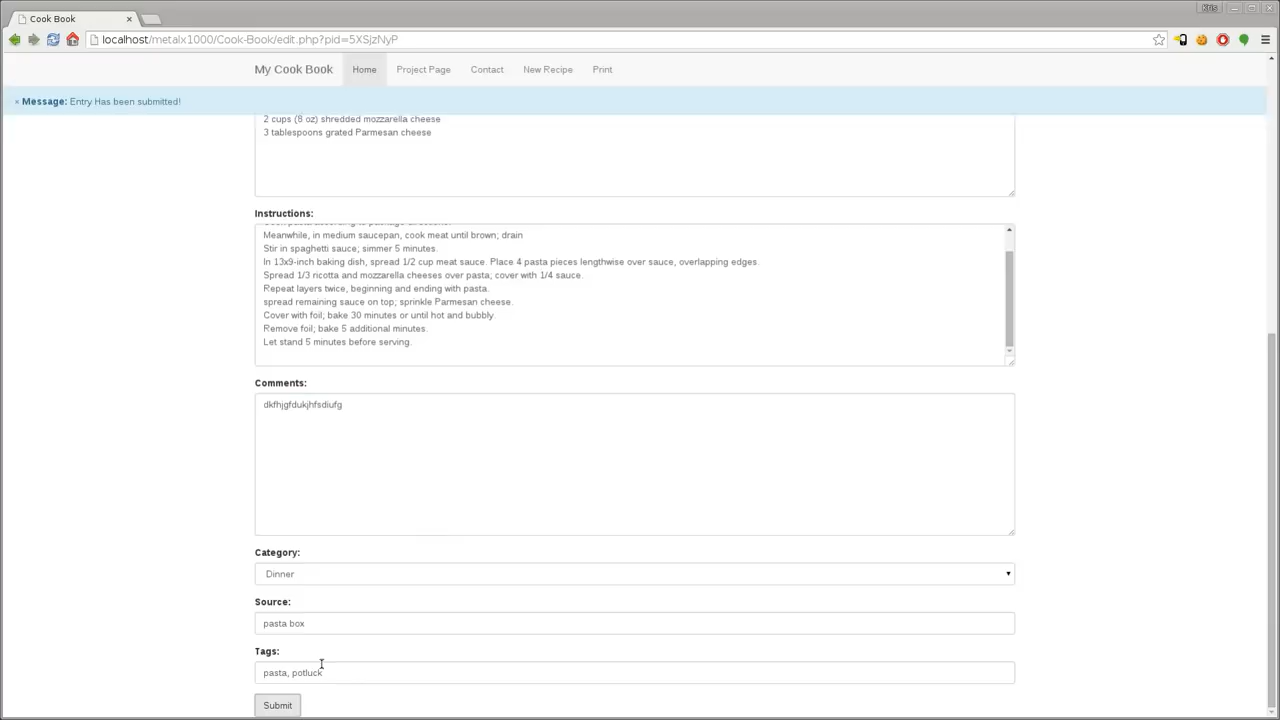 Kris
Cook Book ×
localhost/metalx1000/Cook-Book/edit.php?pid=5XSjzNyP
My Cook Book Home Project Page Contact New Recipe Print
× Message: Entry Has been submitted!
2 cups (8 oz) shredded mozzarella cheese
3 tablespoons grated Parmesan cheese
Instructions:
Meanwhile, in medium saucepan, cook meat until brown; drain
Stir in spaghetti sauce; simmer 5 minutes.
In 13x9-inch baking dish, spread 1/2 cup meat sauce. Place 4 pasta pieces lengthwise over sauce, overlapping edges.
Spread 1/3 ricotta and mozzarella cheeses over pasta; cover with 1/4 sauce.
Repeat layers twice, beginning and ending with pasta.
spread remaining sauce on top; sprinkle Parmesan cheese.
Cover with foil; bake 30 minutes or until hot and bubbly.
Remove foil; bake 5 additional minutes.
Let stand 5 minutes before serving.
Comments:
dkfhjgfdukjhfsdiufg
Category:
Dinner
Source:
pasta box
Tags:
pasta, potluck
Submit